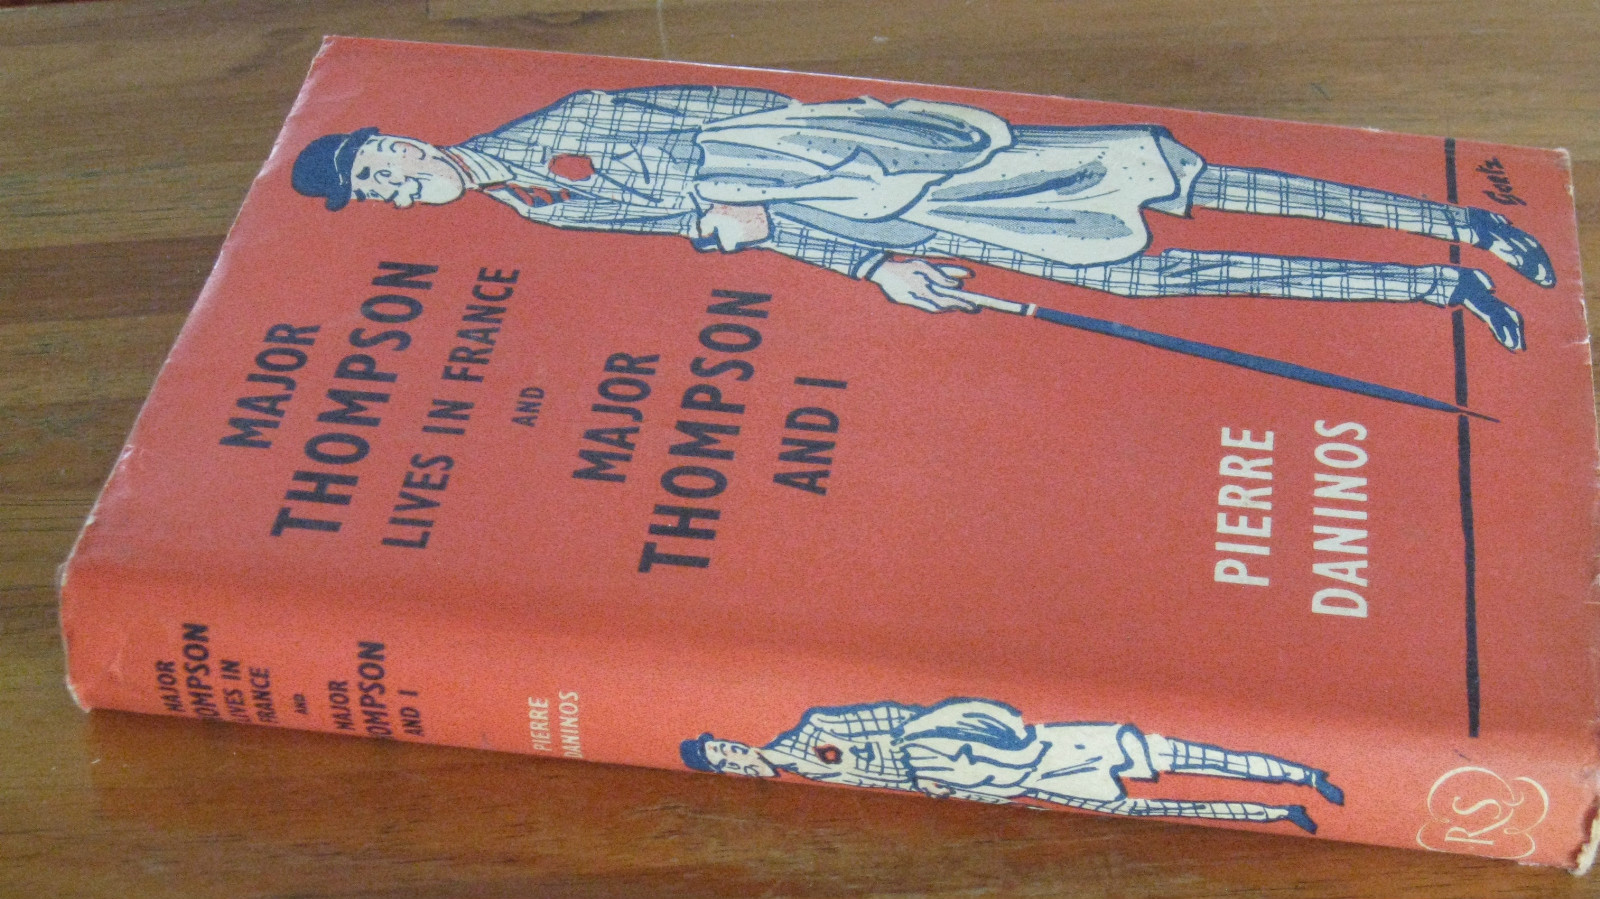 MAJOR
THOMPSON
LIVES IN FRANCE
AND
MAJOR
THOMPSON
AND I
PIERRE
DANINOS
Goetz
MAJOR
THOMPSON
LIVES IN
FRANCE
AND
MAJOR
THOMPSON
AND I
PIERRE
DANINOS
RS